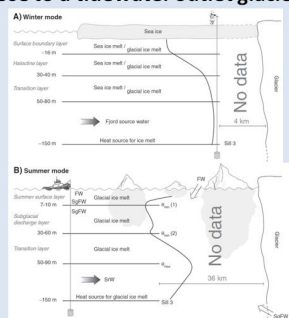 A) Winter mode
Sea ice
Surface boundary layer
Sea ice melt /
glacial ice melt
~16 m
Halocline layer
Sea ice melt /
glacial ice melt
30-40 m
Transition layer
Sea ice melt /
glacial ice melt
50-80 m
Fjord source water
No data
4 km
Glacier
~150 m
Heat source for ice melt
Sill 3
B) Summer mode
FW
Summer surface layer
FW
SgFW
Glacial ice melt
7-10 m
(1)
Subglacial
discharge layer
SgFW
Glacial ice melt
30-60 m
(2)
Transition layer
Glacial ice melt
50-90 m
No data
Glacier
SrW
36 km
~150 m
Heat source for glacial ice melt
Sill 3
SgFW